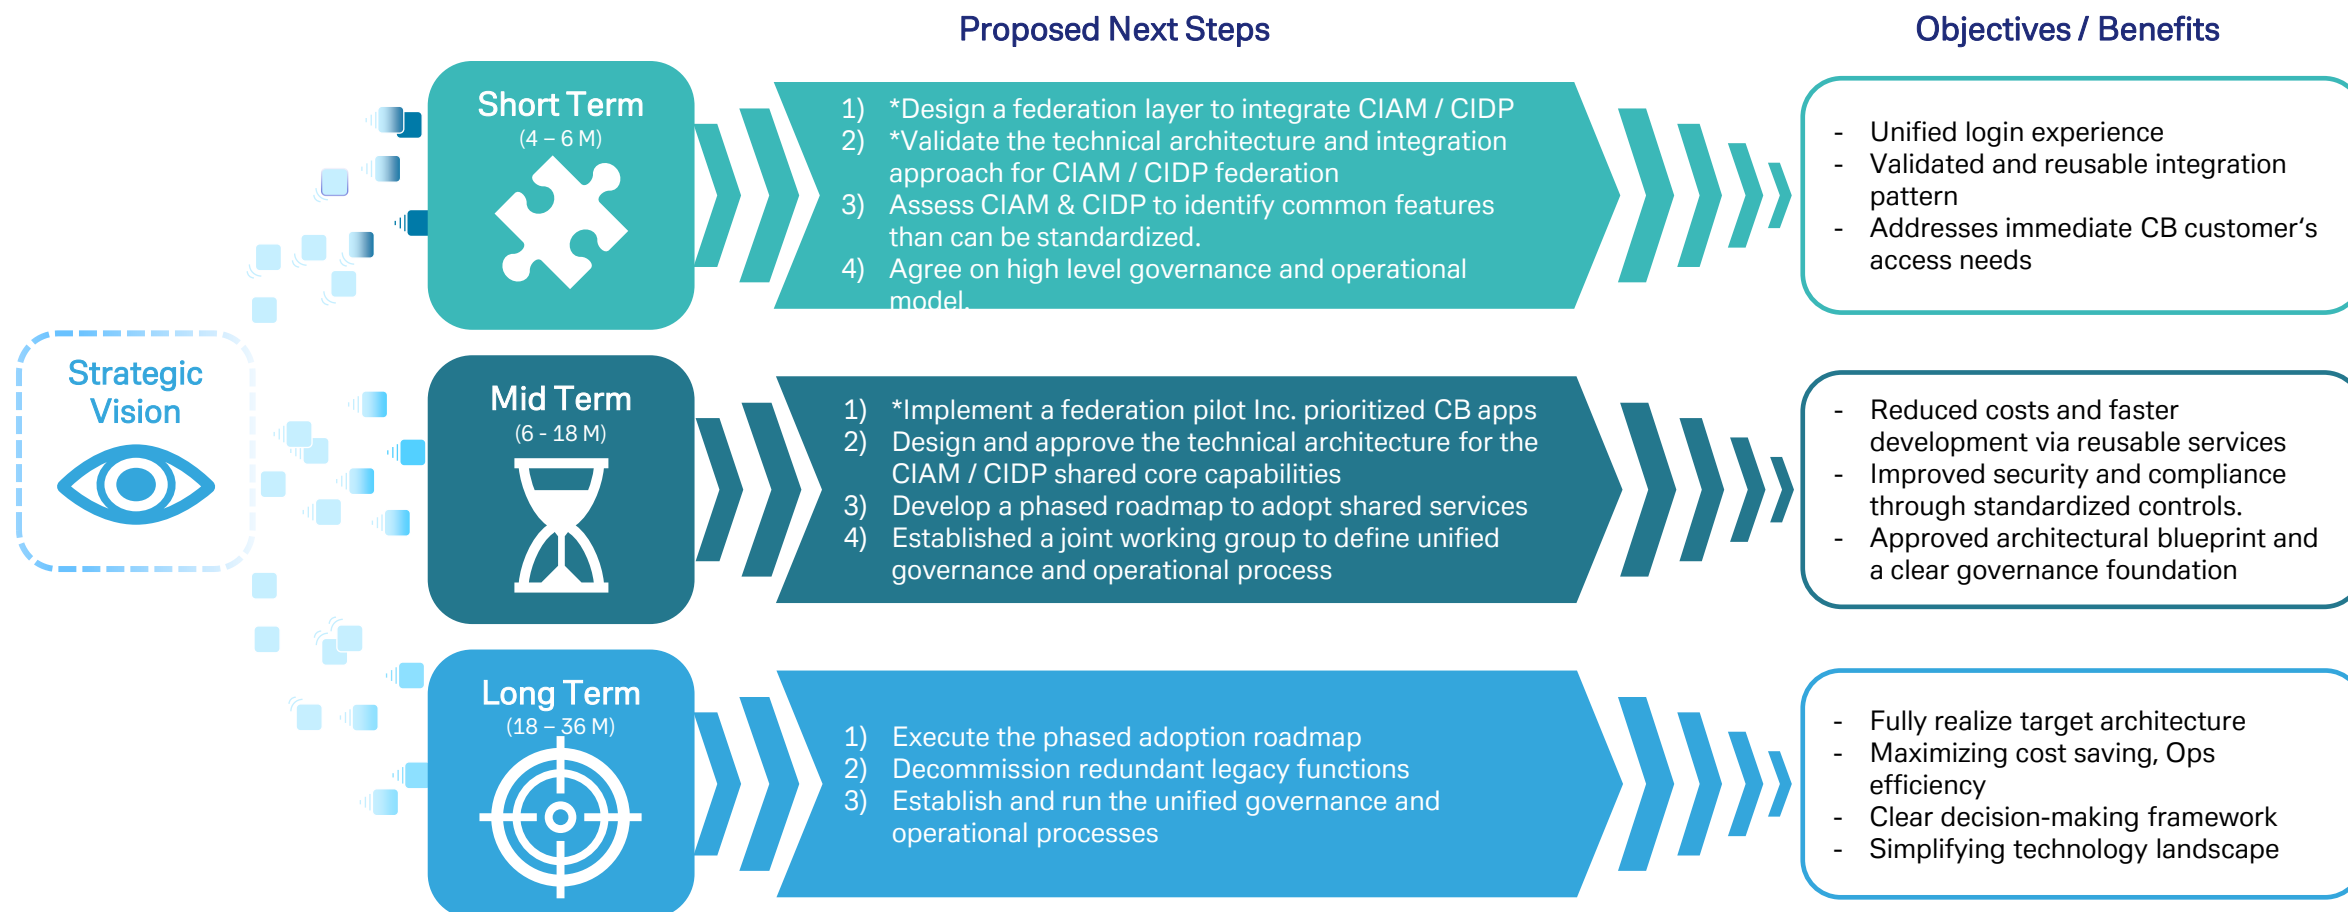 Proposed Next Steps
Objectives / Benefits
Strategic
Vision
Short Term
(4 – 6 M)
1) *Design a federation layer to integrate CIAM / CIDP
2) *Validate the technical architecture and integration
approach for CIAM / CIDP federation
3) Assess CIAM & CIDP to identify common features
than can be standardized.
4) Agree on high level governance and operational
model.
- Unified login experience
- Validated and reusable integration
pattern
- Addresses immediate CB customer‘s
access needs
Mid Term
(6 - 18 M)
1) *Implement a federation pilot Inc. prioritized CB apps
2) Design and approve the technical architecture for the
CIAM / CIDP shared core capabilities
3) Develop a phased roadmap to adopt shared services
4) Established a joint working group to define unified
governance and operational process
- Reduced costs and faster
development via reusable services
- Improved security and compliance
through standardized controls.
- Approved architectural blueprint and
a clear governance foundation
Long Term
(18 – 36 M)
1) Execute the phased adoption roadmap
2) Decommission redundant legacy functions
3) Establish and run the unified governance and
operational processes
- Fully realize target architecture
- Maximizing cost saving, Ops
efficiency
- Clear decision-making framework
- Simplifying technology landscape